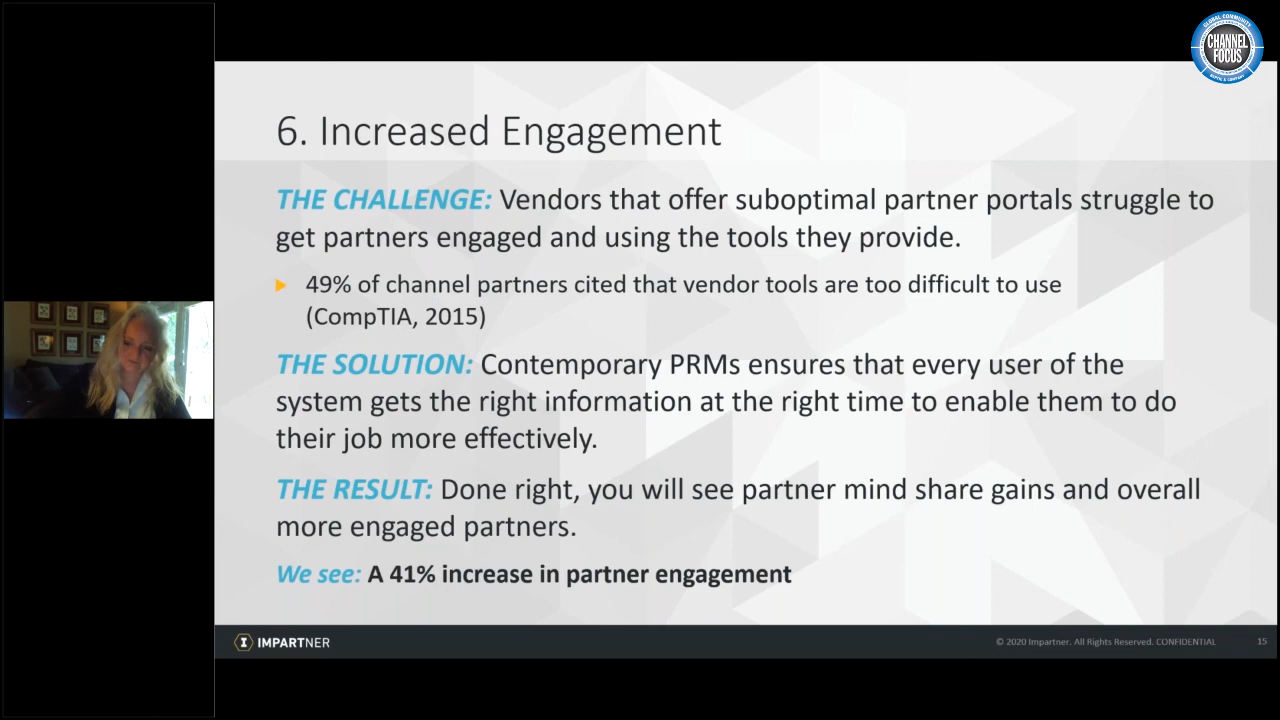 GLOBAL COMMUNITY
CHANNEL
FOCUS
6. Increased Engagement
THE CHALLENGE: Vendors that offer suboptimal partner portals struggle to
get partners engaged and using the tools they provide.
49% of channel partners cited that vendor tools are too difficult to use
(CompTIA, 2015)
THE SOLUTION: Contemporary PRMs ensures that every user of the
system gets the right information at the right time to enable them to do
their job more effectively.
THE RESULT: Done right, you will see partner mind share gains and overall
more engaged partners.
We see: A 41% increase in partner engagement
IMPARTNER
© 2020 Impartner. All Rights Reserved. CONFIDENTIAL 15